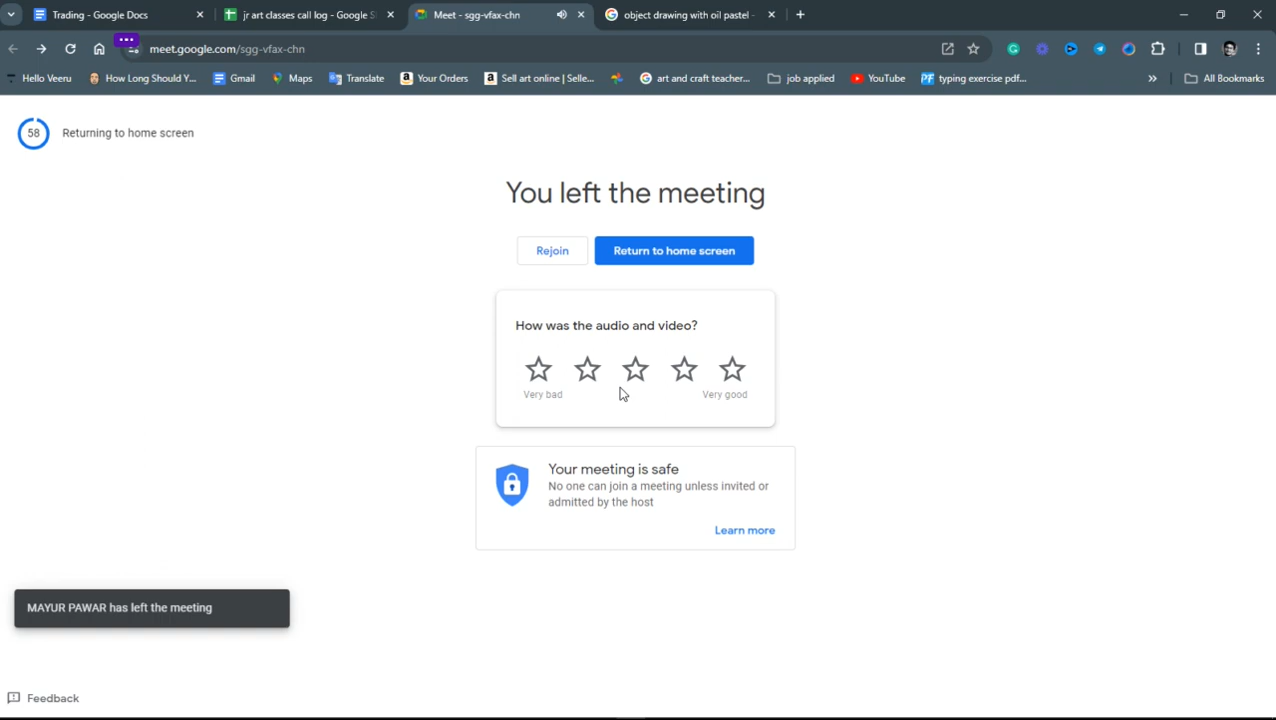 Trading - Google Docs
jr art classes call log - Google S
Meet - sgg-vfax-chn
object drawing with oil pastel -
meet.google.com/sgg-vfax-chn
Hello Veeru
How Long Should Y...
Gmail
Maps
Translate
Your Orders
Sell art online | Selle...
art and craft teacher...
job applied
YouTube
typing exercise pdf...
All Bookmarks
58
Returning to home screen
You left the meeting
Rejoin
Return to home screen
How was the audio and video?
Very bad
Very good
Your meeting is safe
No one can join a meeting unless invited or
admitted by the host
Learn more
MAYUR PAWAR has left the meeting
Feedback